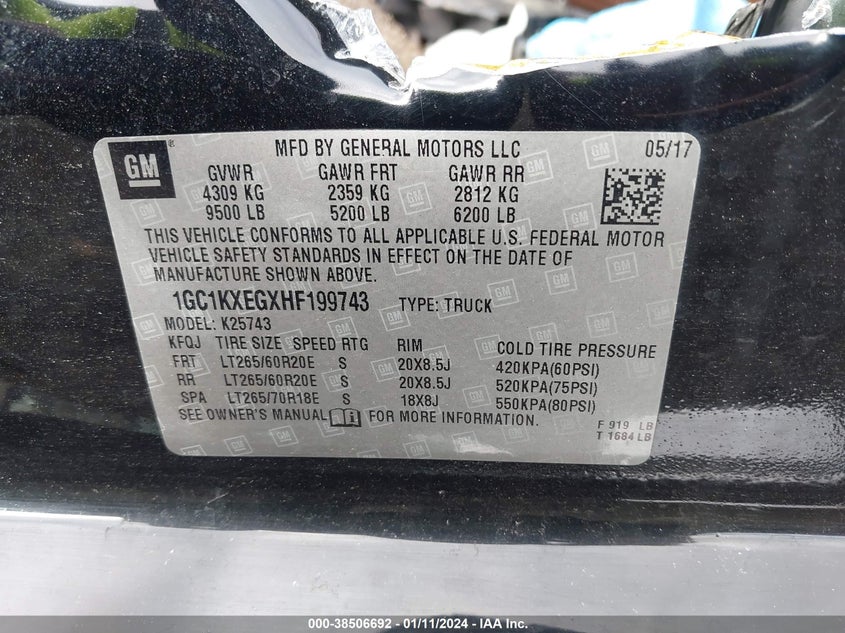 GM
MFD BY GENERAL MOTORS LLC 05/17
GVWR GAWR FRT GAWR RR
4309 KG 2359 KG 2812 KG
9500 LB 5200 LB 6200 LB
THIS VEHICLE CONFORMS TO ALL APPLICABLE U.S. FEDERAL MOTOR
VEHICLE SAFETY STANDARDS IN EFFECT ON THE DATE OF
MANUFACTURE SHOWN ABOVE.
1GC1KXEGXHF199743 TYPE: TRUCK
MODEL: K25743
KFQJ TIRE SIZE SPEED RTG RIM COLD TIRE PRESSURE
FRT LT265/60R20E S 20X8.5J 420KPA(60PSI)
RR LT265/60R20E S 20X8.5J 520KPA(75PSI)
SPA LT265/70R18E S 18X8J 550KPA(80PSI)
SEE OWNER'S MANUAL FOR MORE INFORMATION.
F 919 LB
T 1684 LB
000-38506692 - 01/11/2024 - IAA Inc.